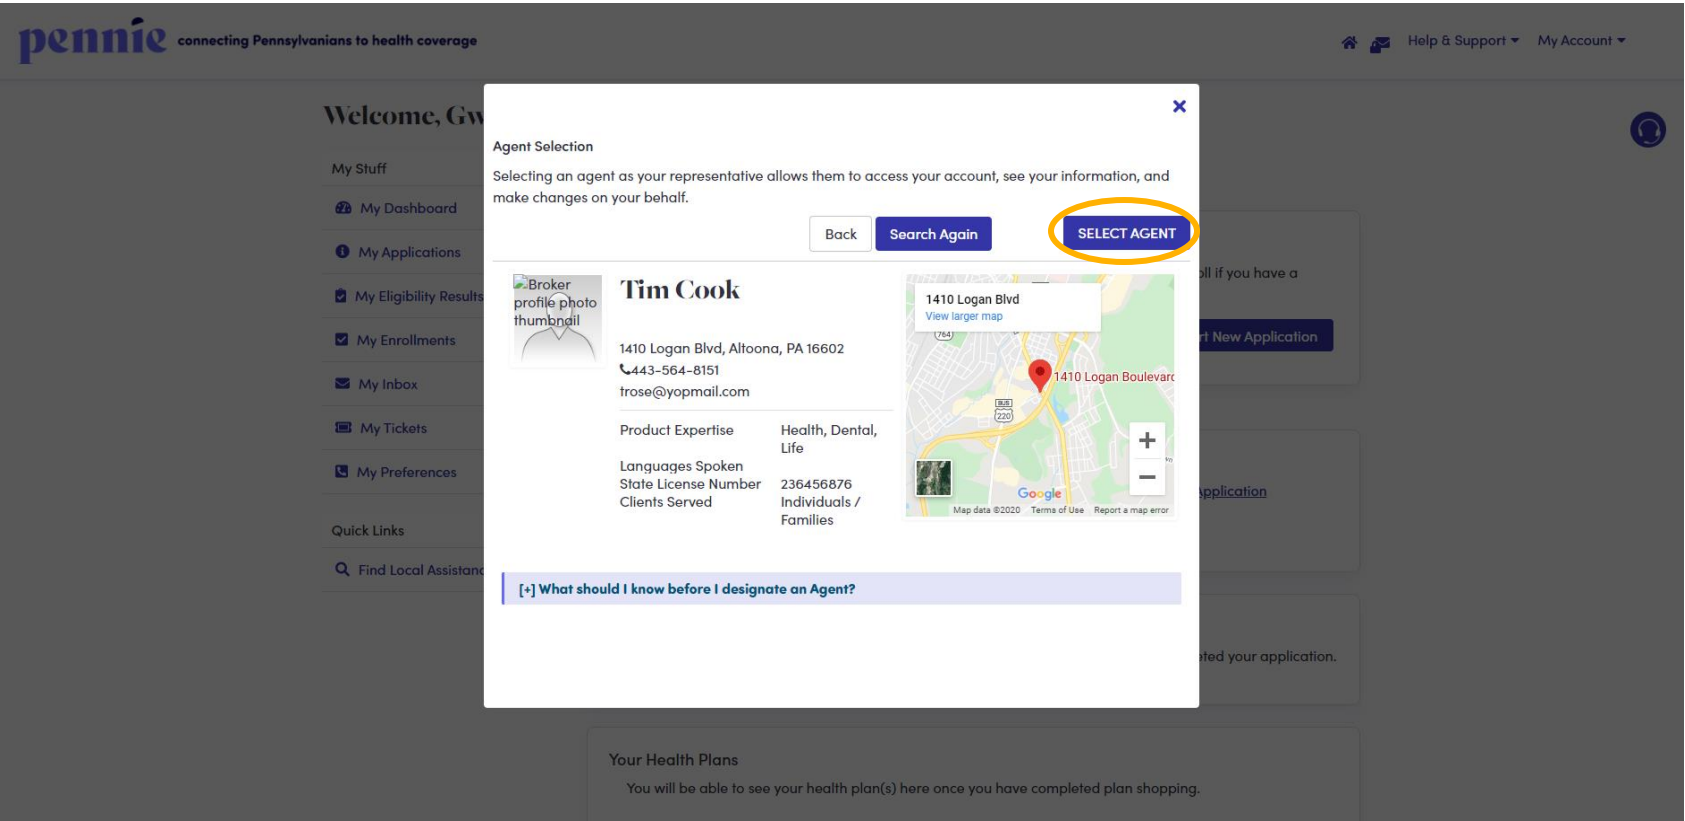 pennie connecting Pennsylvanians to health coverage
Help & Support
My Account
Welcome, Gw
My Stuff
My Dashboard
My Applications
My Eligibility Results
My Enrollments
My Inbox
My Tickets
My Preferences
Quick Links
Find Local Assistanc
Agent Selection
Selecting an agent as your representative allows them to access your account, see your information, and
make changes on your behalf.
Back
Search Again
SELECT AGENT
Broker
profile photo
thumbnail
Tim Cook
1410 Logan Blvd, Altoona, PA 16602
443-564-8151
trose@yopmail.com
Product Expertise
Health, Dental,
Life
Languages Spoken
State License Number
236456876
Clients Served
Individuals /
Families
1410 Logan Blvd
View larger map
764
1410 Logan Boulevard
BUS
220
Google
Map data ©2020 Terms of Use Report a map error
[+] What should I know before I designate an Agent?
oll if you have a
rt New Application
Application
eted your application.
Your Health Plans
You will be able to see your health plan(s) here once you have completed plan shopping.